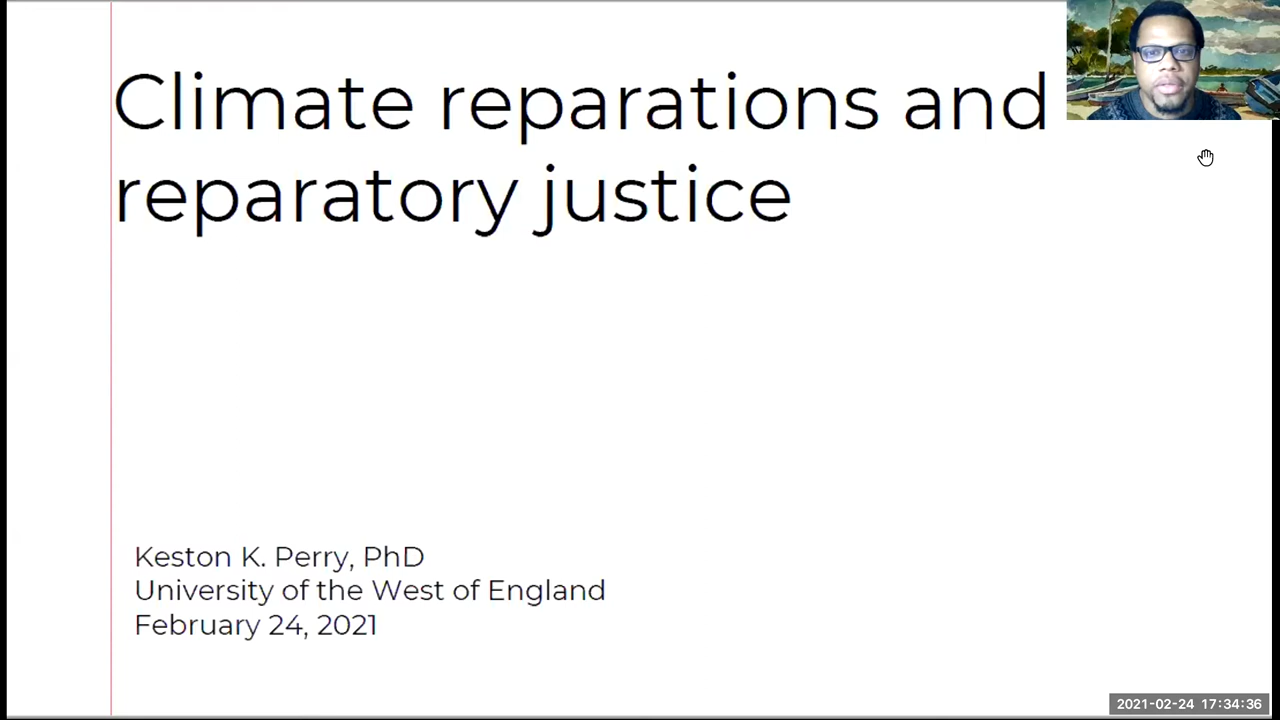 Climate reparations and
reparatory justice
Keston K. Perry, PhD
University of the West of England
February 24, 2021
2021-02-24 17:34:36